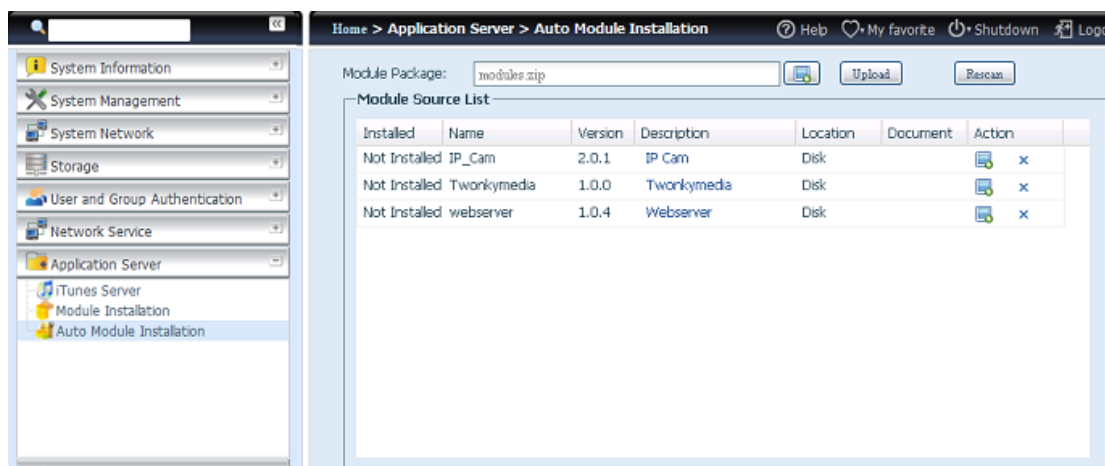 Home > Application Server > Auto Module Installation
Help
My favorite
Shutdown
Logo
System Information
System Management
System Network
Storage
User and Group Authentication
Network Service
Application Server
iTunes Server
Module Installation
Auto Module Installation
Module Package: modules.zip Upload Rescan
Module Source List
Installed Name Version Description Location Document Action
Not Installed IP_Cam 2.0.1 IP Cam Disk
Not Installed Twonkymedia 1.0.0 Twonkymedia Disk
Not Installed webserver 1.0.4 Webserver Disk